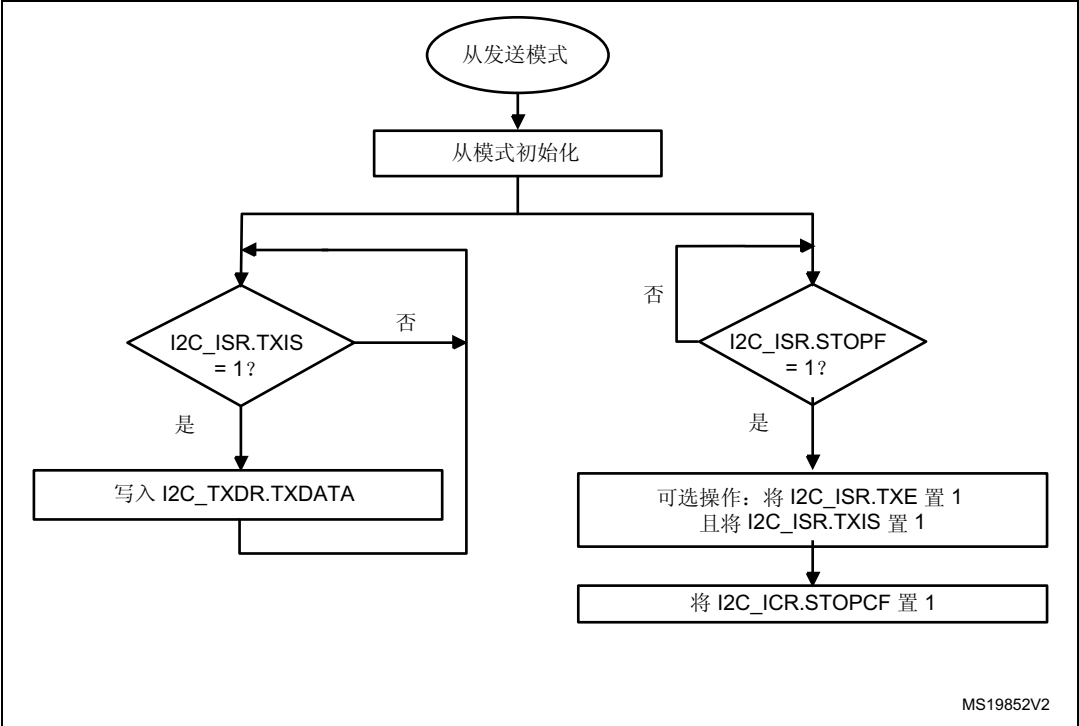 从发送模式
从模式初始化
I2C_ISR.TXIS
= 1?
否
是
写入 I2C_TXDR.TXDATA
否
I2C_ISR.STOPF
= 1?
是
可选操作：将 I2C_ISR.TXE 置 1
且将 I2C_ISR.TXIS 置 1
将 I2C_ICR.STOPCF 置 1
MS19852V2